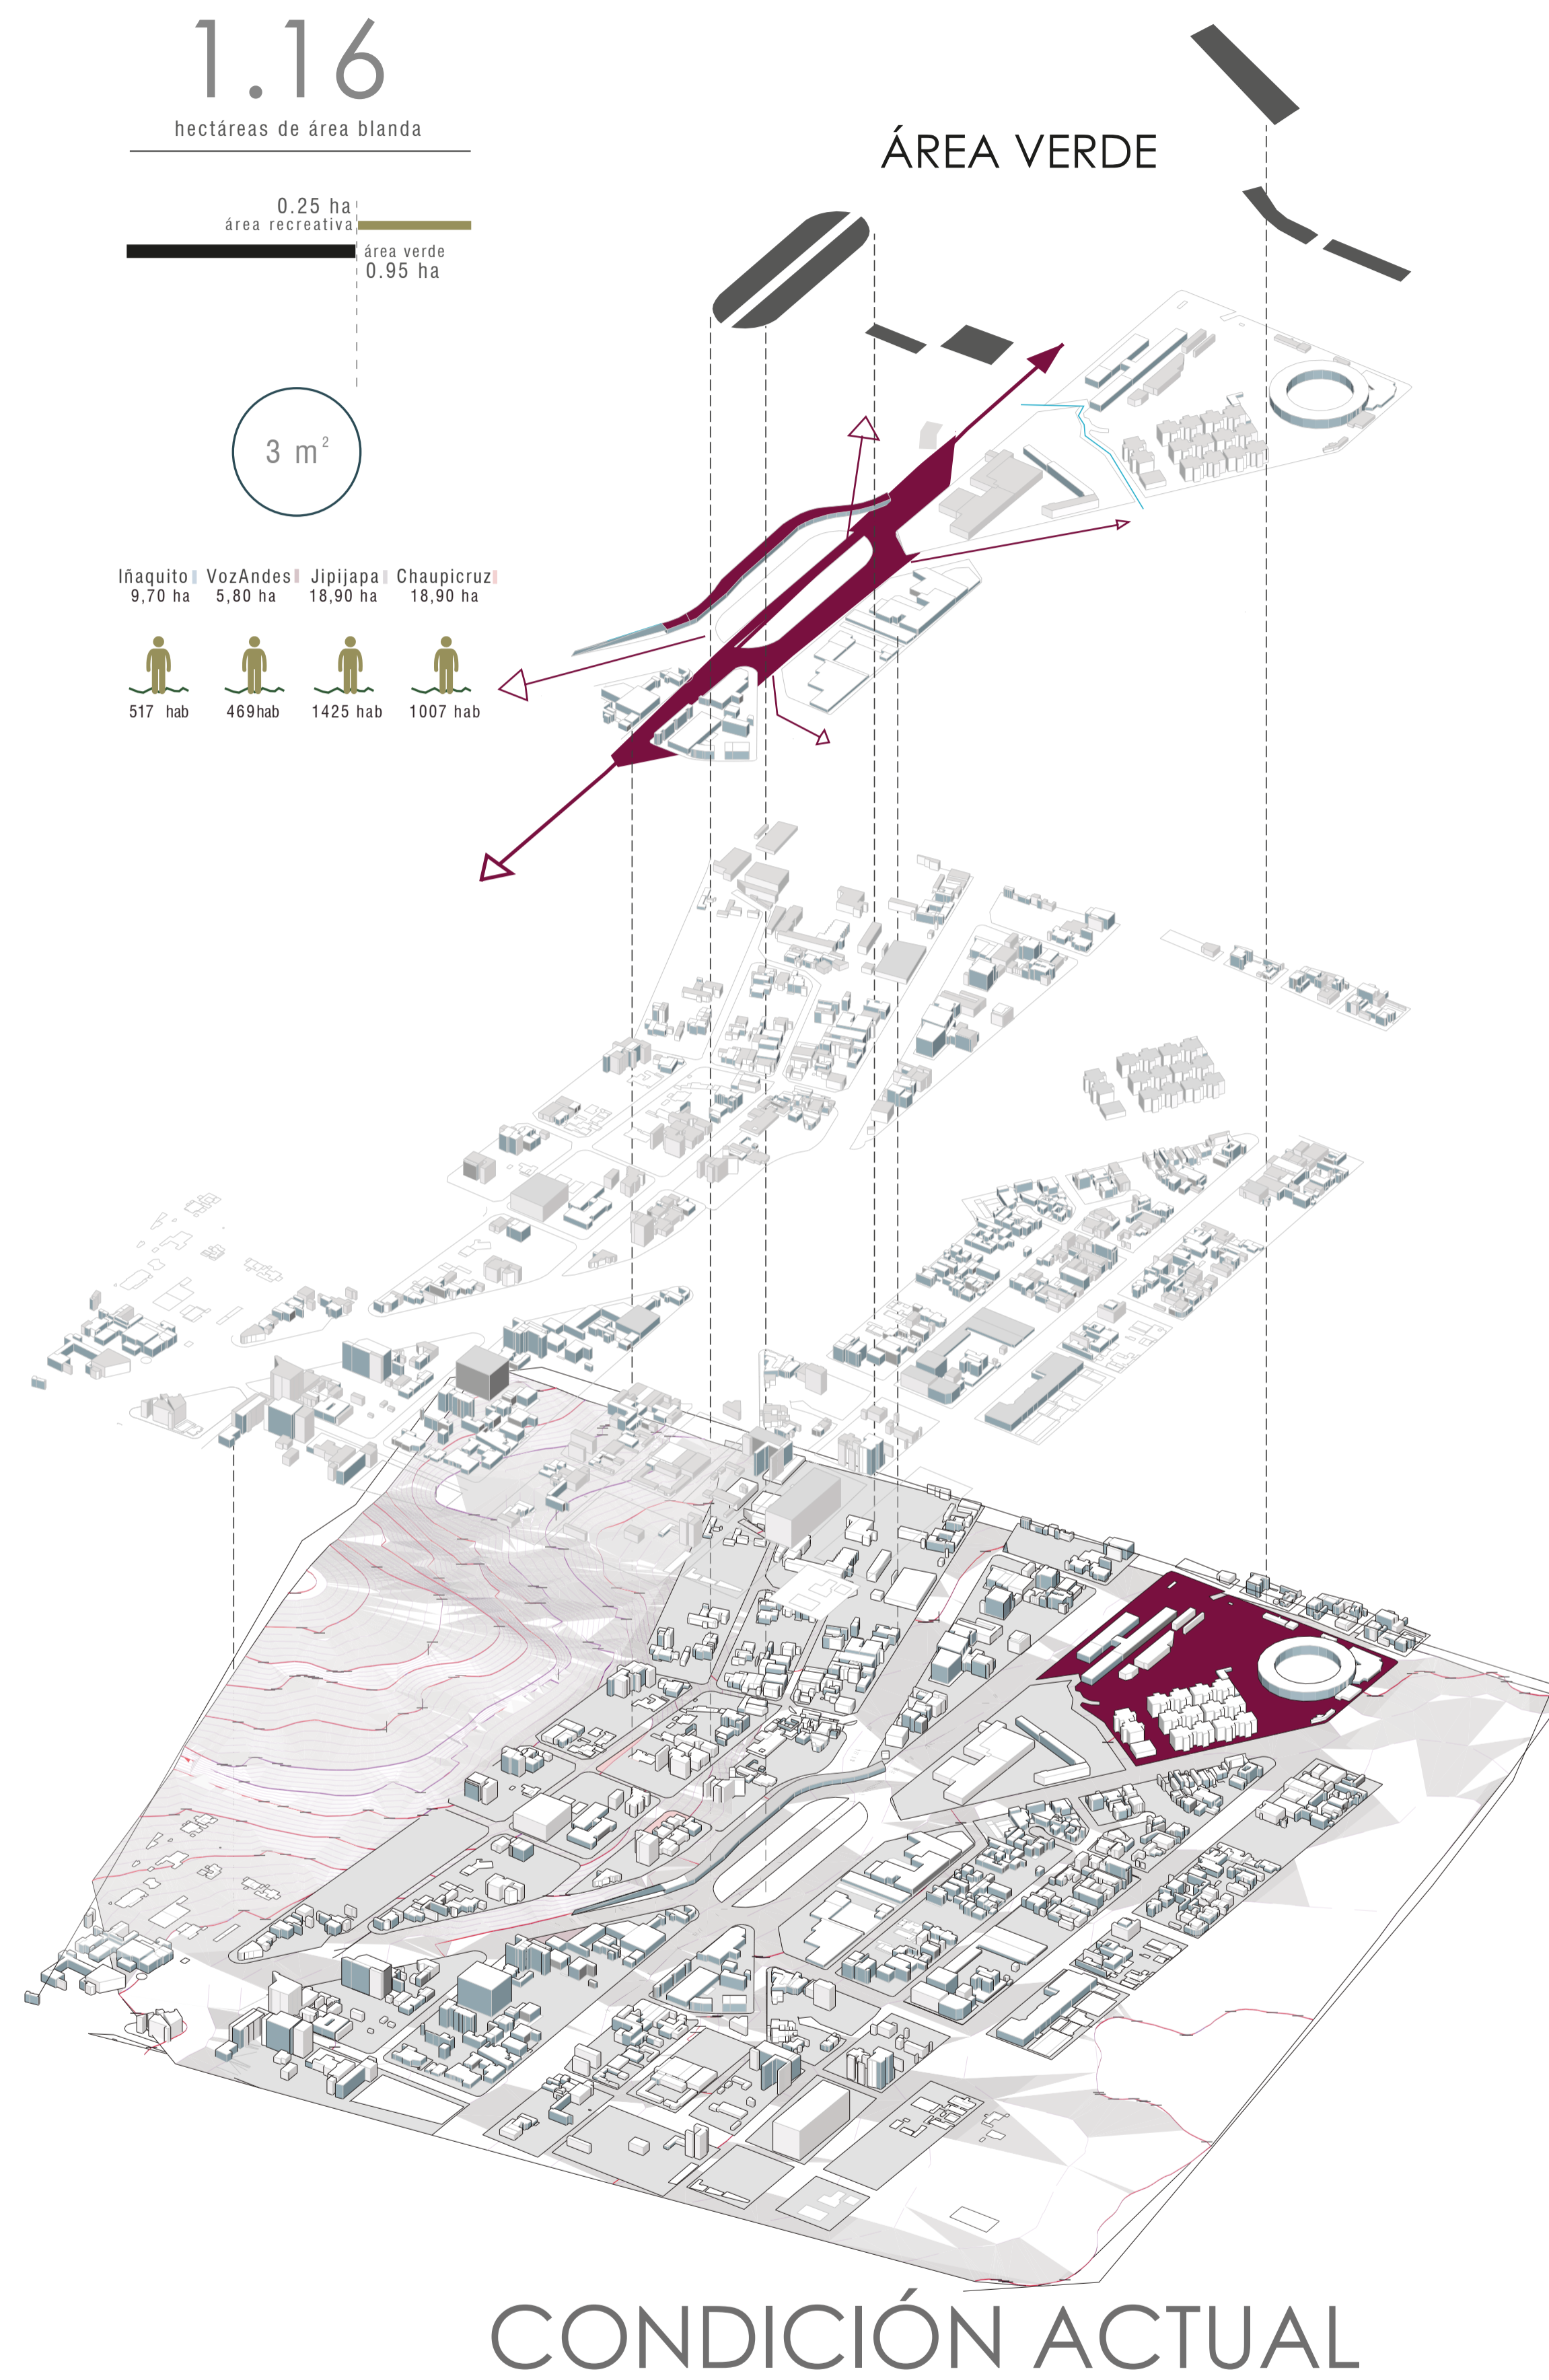 1.16
hectáreas de área blanda
ÁREA VERDE
0.25 ha
área recreativa
área verde
0.95 ha
3 m²
Iñaquito VozAndes Jipijapa Chaupicruz
9,70 ha 5,80 ha 18,90 ha 18,90 ha
517 hab 469hab 1425 hab 1007 hab
CONDICIÓN ACTUAL